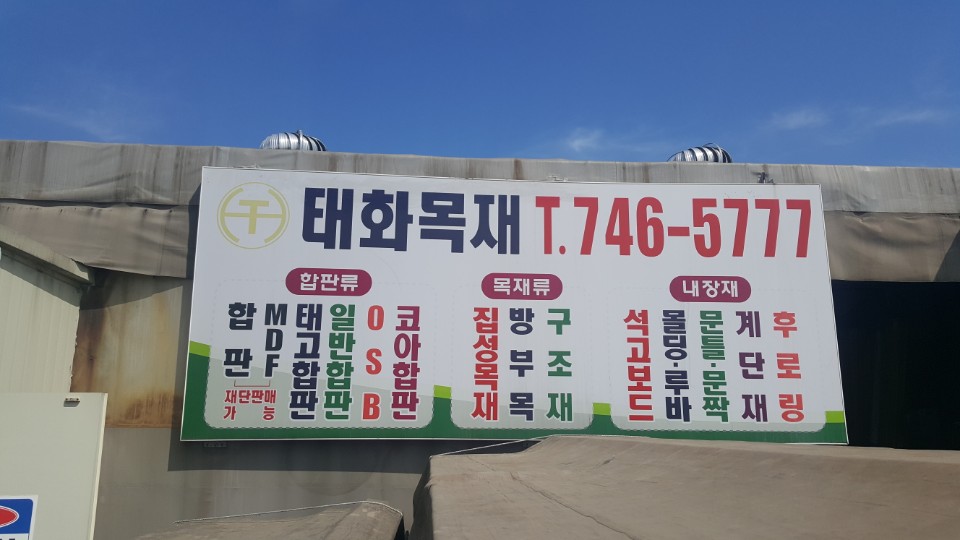 태화목재 T.746-5777
합판류
합판
MDF
재단판매
가능
태고합판
일반합판
OSB
코아합판
목재류
집성목재
방부목
구조재
내장재
석고보드
몰딩·루바
문틀·문짝
계단재
후로링